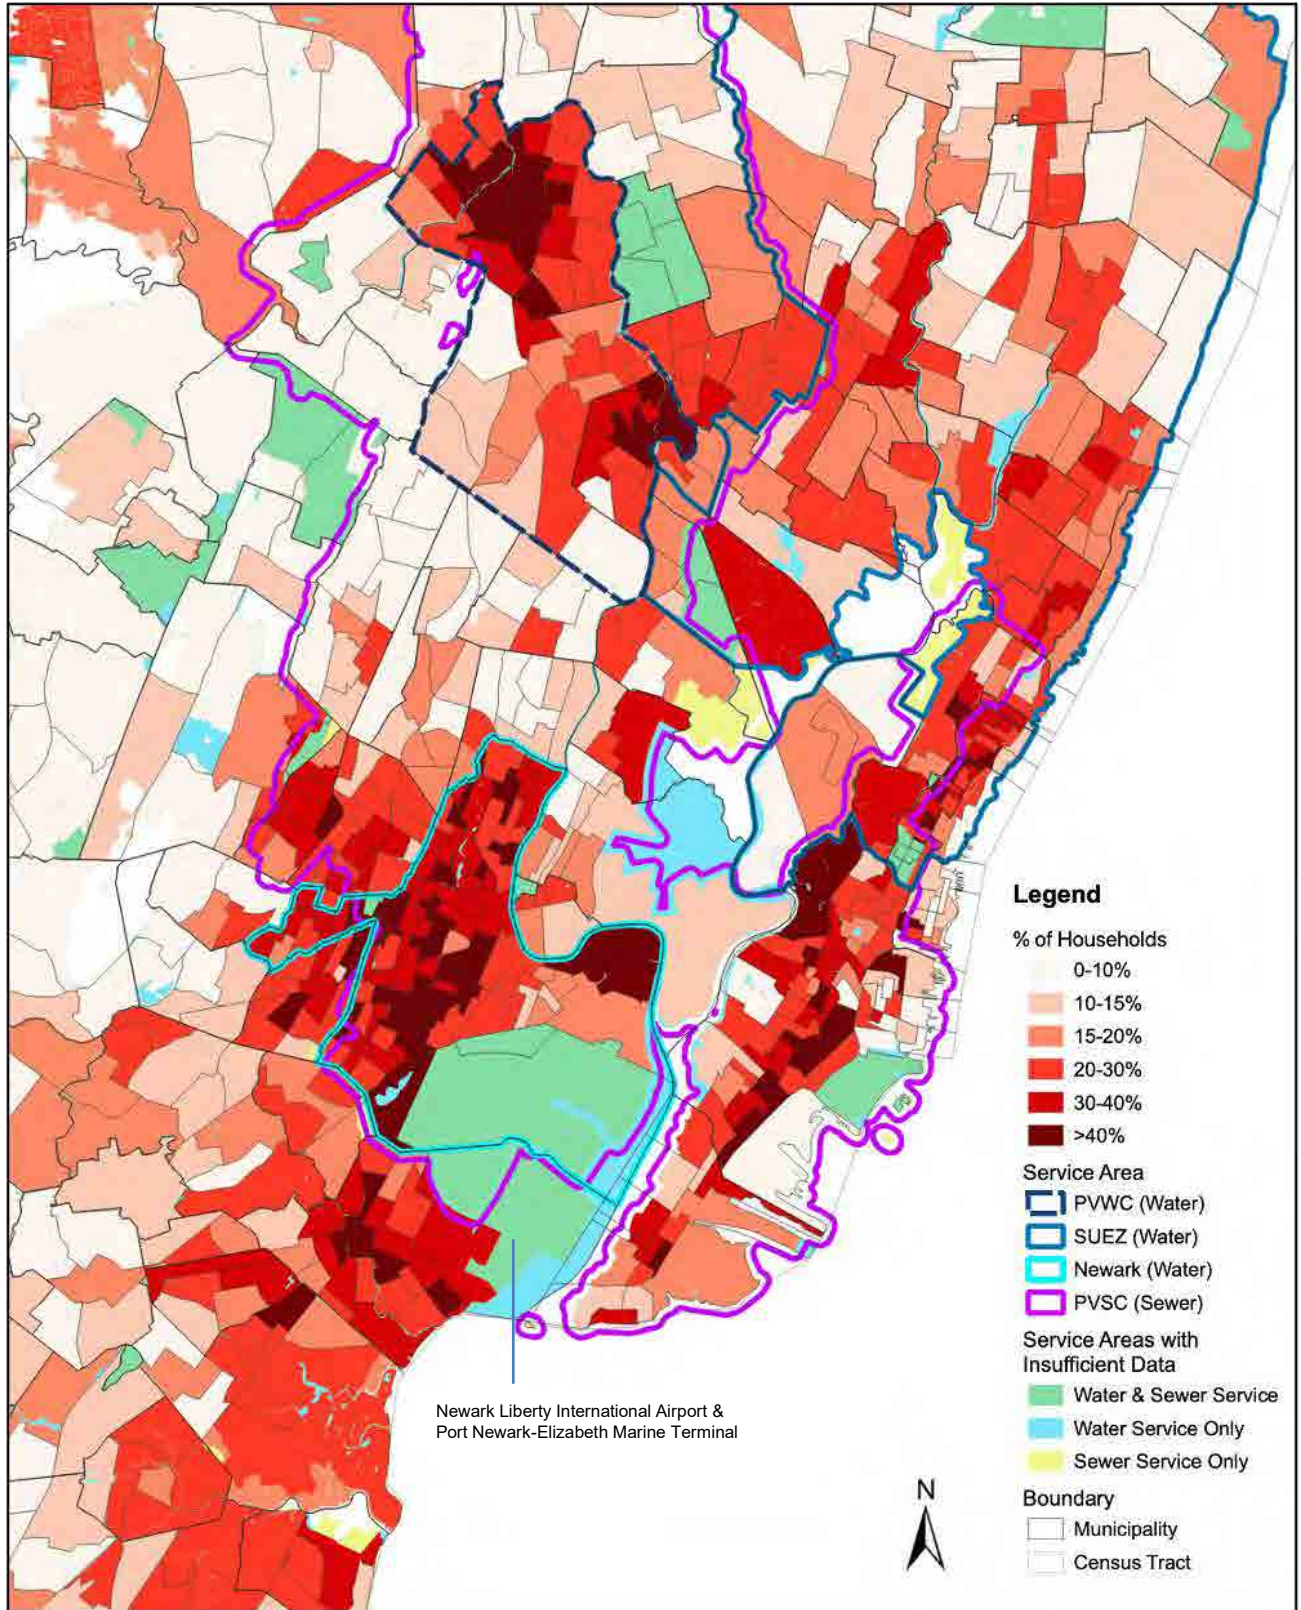 Legend
% of Households
0-10%
10-15%
15-20%
20-30%
30-40%
>40%
Service Area
PVWC (Water)
SUEZ (Water)
Newark (Water)
PVSC (Sewer)
Service Areas with
Insufficient Data
Water & Sewer Service
Water Service Only
Sewer Service Only
Boundary
Municipality
Census Tract
Newark Liberty International Airport &
Port Newark-Elizabeth Marine Terminal
N